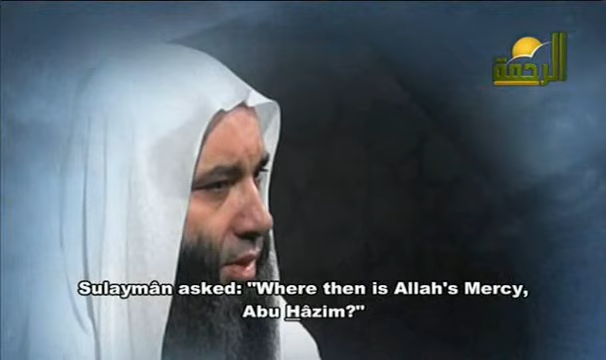 الرحمة
Sulaymân asked: "Where then is Allah's Mercy,
Abu Hâzim?"